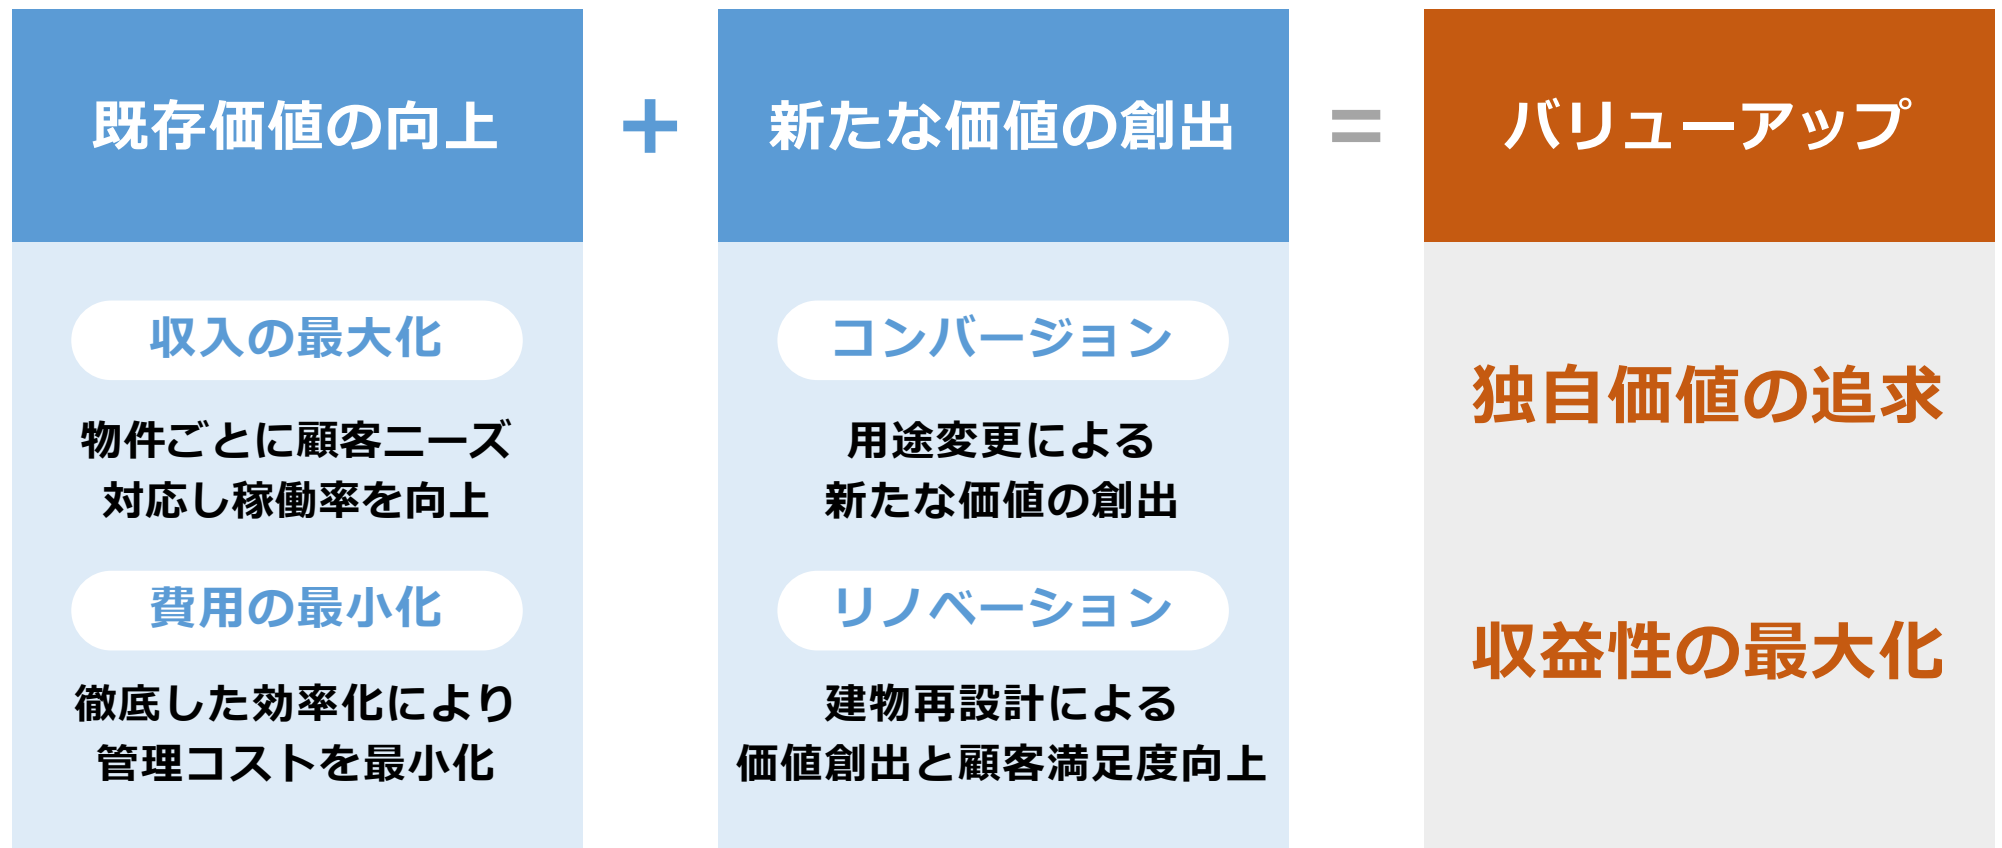 既存価値の向上
収入の最大化
物件ごとに顧客ニーズ
対応し稼働率を向上
費用の最小化
徹底した効率化により
管理コストを最小化
+
新たな価値の創出
コンバージョン
用途変更による
新たな価値の創出
リノベーション
建物再設計による
価値創出と顧客満足度向上
=
バリューアップ
独自価値の追求
収益性の最大化